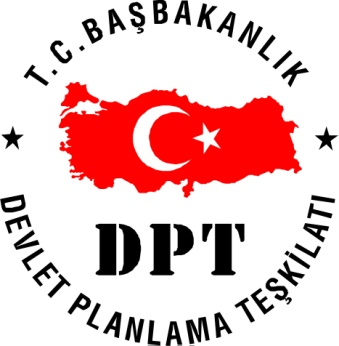 T.C. BAŞBAKANLIK
DPT
DEVLET PLANLAMA TEŞKİLATI